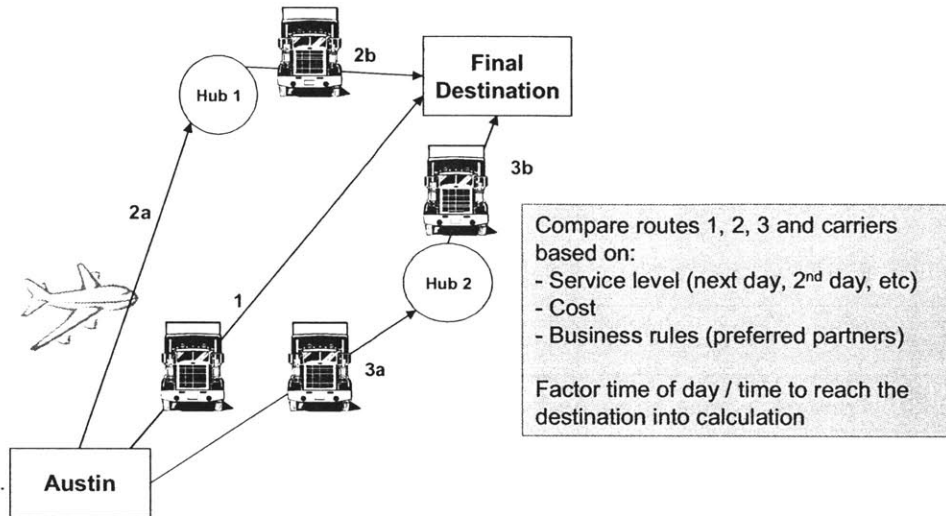 2b
Final
Destination
Hub 1
3b
2a
Compare routes 1, 2, 3 and carriers
based on:
- Service level (next day, 2nd day, etc)
- Cost
- Business rules (preferred partners)
Factor time of day / time to reach the
destination into calculation
Hub 2
1
3a
Austin